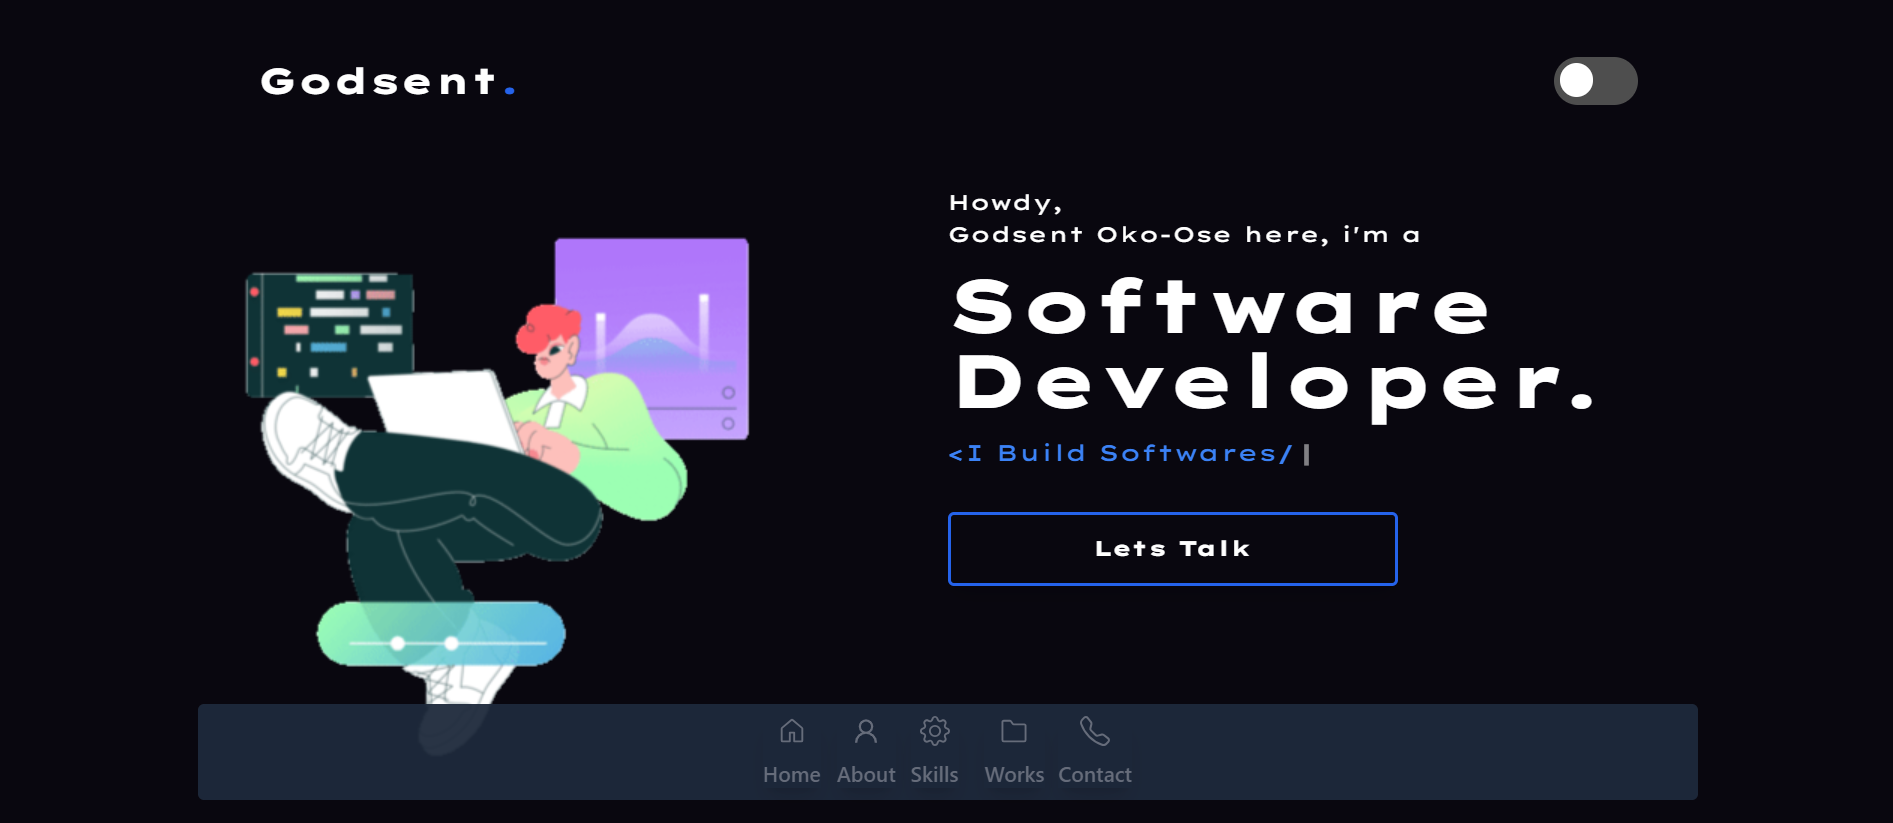 Godsent.
Howdy,
Godsent Oko-Ose here, i'm a
Software
Developer.
<I Build Softwares/
Lets Talk
Home About Skills Works Contact